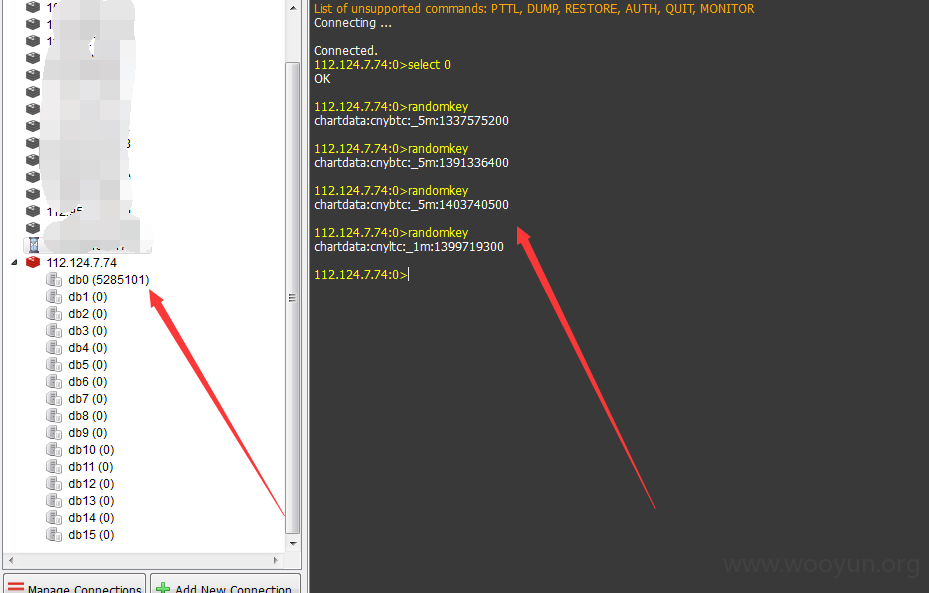 112.124.7.74
db0 (5285101)
db1 (0)
db2 (0)
db3 (0)
db4 (0)
db5 (0)
db6 (0)
db7 (0)
db8 (0)
db9 (0)
db10 (0)
db11 (0)
db12 (0)
db13 (0)
db14 (0)
db15 (0)
Manage Connections
Add New Connection
List of unsupported commands: PTTL, DUMP, RESTORE, AUTH, QUIT, MONITOR
Connecting ...
Connected.
112.124.7.74:0>select 0
OK
112.124.7.74:0>randomkey
chartdata:cnybtc:_5m:1337575200
112.124.7.74:0>randomkey
chartdata:cnybtc:_5m:1391336400
112.124.7.74:0>randomkey
chartdata:cnybtc:_5m:1403740500
112.124.7.74:0>randomkey
chartdata:cnyltc:_1m:1399719300
112.124.7.74:0>
www.wooyun.org